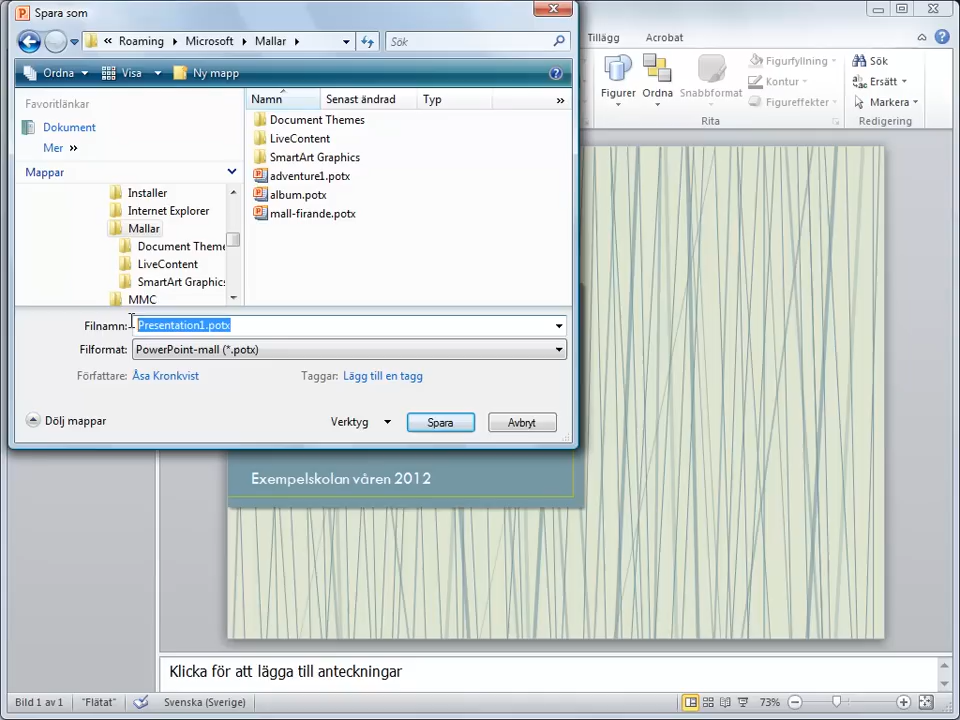 Spara som
« Roaming Microsoft Mallar
Sök
Tillägg Acrobat
Ordna Visa Ny mapp
Favoritlänkar
Dokument
Mer »
Mappar
Installer
Internet Explorer
Mallar
Document Theme
LiveContent
SmartArt Graphics
MMC
Namn Senast ändrad Typ »
Document Themes
LiveContent
SmartArt Graphics
adventure1.potx
album.potx
mall-firande.potx
Filnamn: Presentation1.potx
Filformat: PowerPoint-mall (*.potx)
Författare: Åsa Kronkvist Taggar: Lägg till en tagg
Dölj mappar Verktyg Spara Avbryt
Figurer Ordna Snabbformat
Figurfyllning
Kontur
Figureffekter
Rita
Sök
Ersätt
Markera
Redigering
Exempelskolan våren 2012
Klicka för att lägga till anteckningar
Bild 1 av 1 "Flätat" Svenska (Sverige) 73%